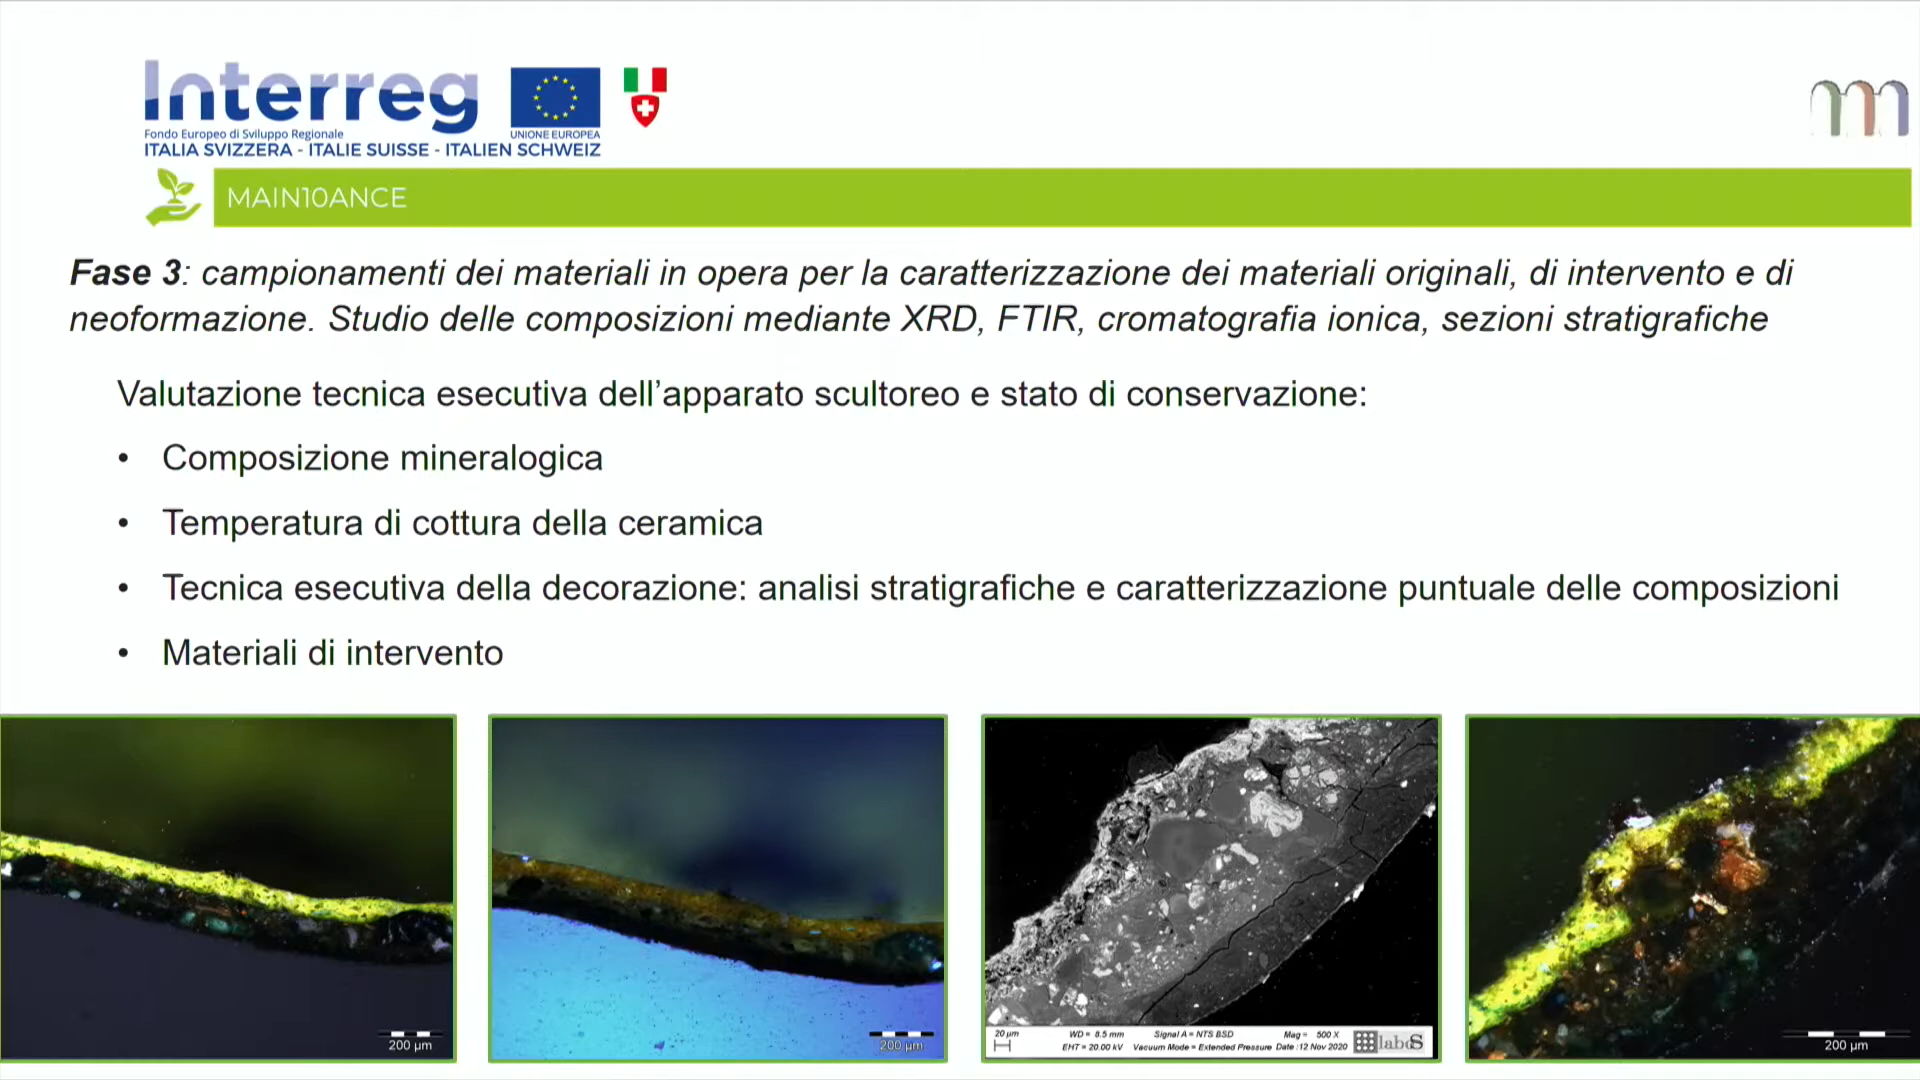 Interreg
Fondo Europeo di Sviluppo Regionale
UNIONE EUROPEA
ITALIA SVIZZERA - ITALIE SUISSE - ITALIEN SCHWEIZ
m
MAIN10ANCE
Fase 3: campionamenti dei materiali in opera per la caratterizzazione dei materiali originali, di intervento e di
neoformazione. Studio delle composizioni mediante XRD, FTIR, cromatografia ionica, sezioni stratigrafiche
Valutazione tecnica esecutiva dell’apparato scultoreo e stato di conservazione:
• Composizione mineralogica
• Temperatura di cottura della ceramica
• Tecnica esecutiva della decorazione: analisi stratigrafiche e caratterizzazione puntuale delle composizioni
• Materiali di intervento
200 µm
200 µm
20 µm WD = 8.5 mm Signal A = NTS BSD Mag = 500 X
EHT = 20.00 kV Vacuum Mode = Extended Pressure Date :12 Nov 2020
labcS
200 µm